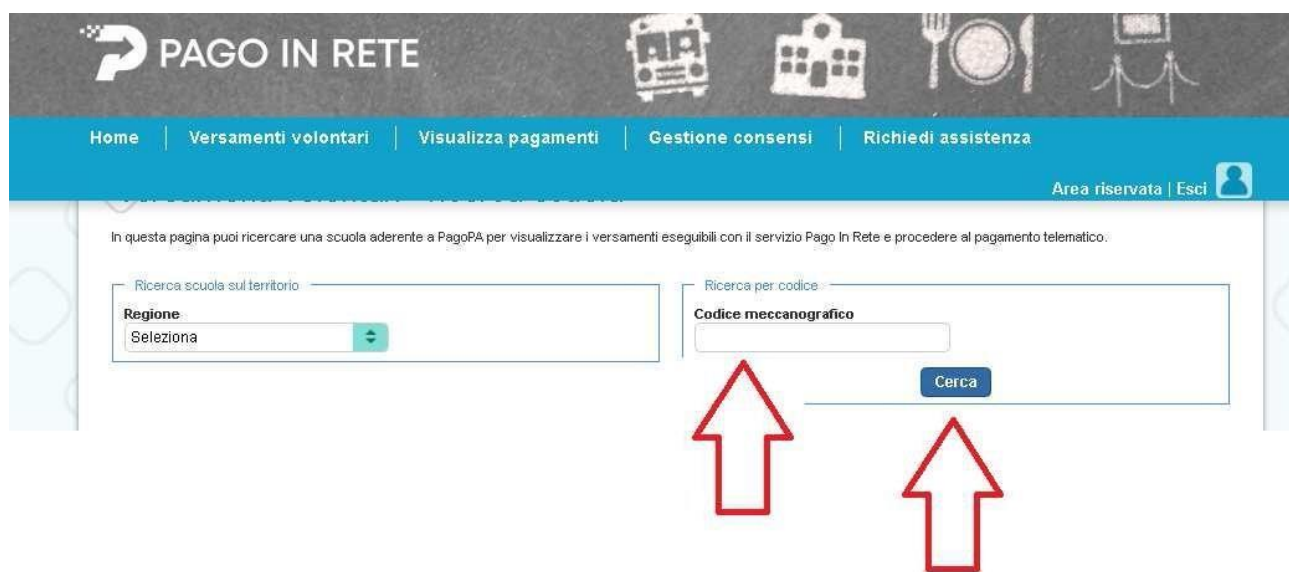 PAGO IN RETE
Home | Versamenti volontari | Visualizza pagamenti | Gestione consensi | Richiedi assistenza
Area riservata | Esci
In questa pagina puoi ricercare una scuola aderente a PagoPA per visualizzare i versamenti eseguibili con il servizio Pago In Rete e procedere al pagamento telematico.
Ricerca scuola sul territorio
Regione
Seleziona
Ricerca per codice
Codice meccanografico
Cerca